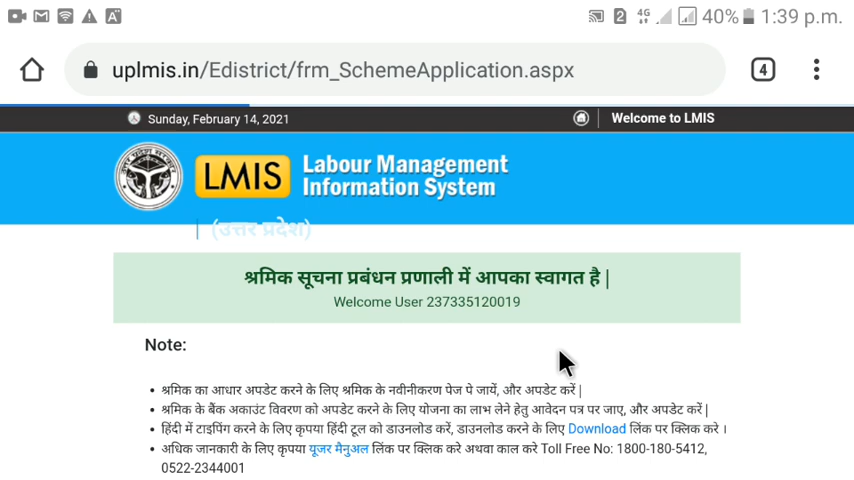 2 4G 40% 1:39 p.m.
uplmis.in/Edistrict/frm_SchemeApplication.aspx 4
Sunday, February 14, 2021 Welcome to LMIS
LMIS Labour Management
Information System
| (उत्तर प्रदेश)
श्रमिक सूचना प्रबंधन प्रणाली में आपका स्वागत है |
Welcome User 237335120019
Note:
• श्रमिक का आधार अपडेट करने के लिए श्रमिक के नवीनीकरण पेज पे जायें, और अपडेट करें |
• श्रमिक के बैंक अकाउंट विवरण को अपडेट करने के लिए योजना का लाभ लेने हेतु आवेदन पत्र पर जाए, और अपडेट करें |
• हिंदी में टाइपिंग करने के लिए कृपया हिंदी टूल को डाउनलोड करें, डाउनलोड करने के लिए Download लिंक पर क्लिक करे ।
• अधिक जानकारी के लिए कृपया यूजर मैनुअल लिंक पर क्लिक करे अथवा काल करे Toll Free No: 1800-180-5412,
0522-2344001